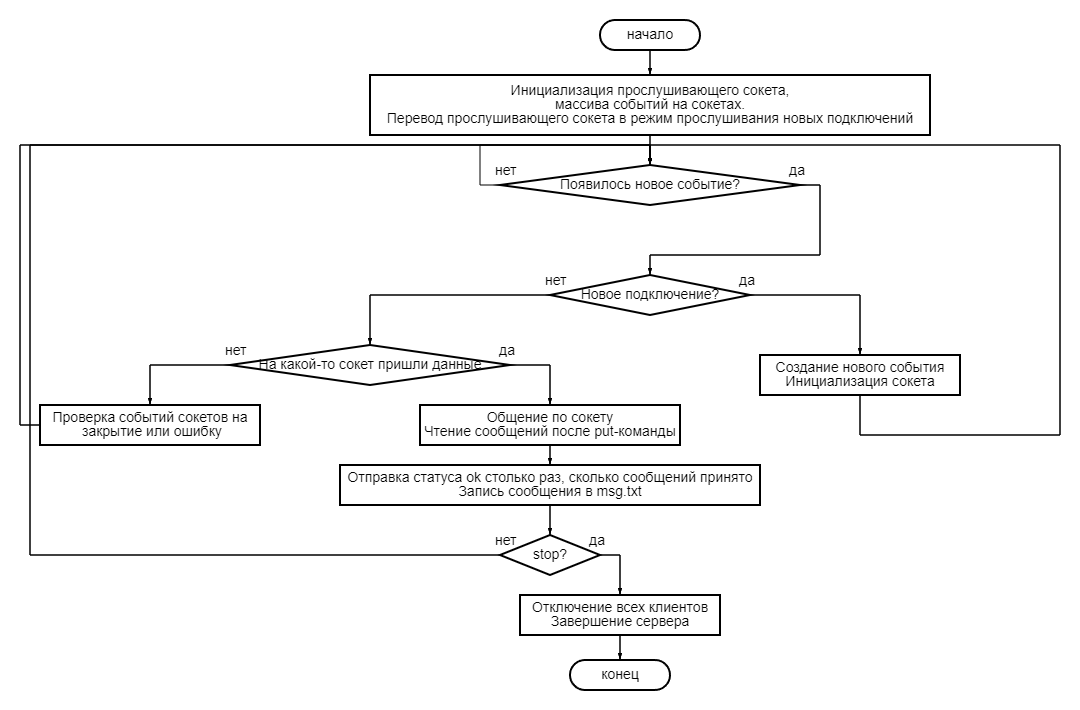 начало
Инициализация прослушивающего сокета,
массива событий на сокетах.
Перевод прослушивающего сокета в режим прослушивания новых подключений
нет
да
Появилось новое событие?
нет
да
Новое подключение?
нет
да
На какой-то сокет пришли данные
Создание нового события
Инициализация сокета
Проверка событий сокетов на
закрытие или ошибку
Общение по сокету
Чтение сообщений после put-команды
Отправка статуса ok столько раз, сколько сообщений принято
Запись сообщения в msg.txt
нет
да
stop?
Отключение всех клиентов
Завершение сервера
конец